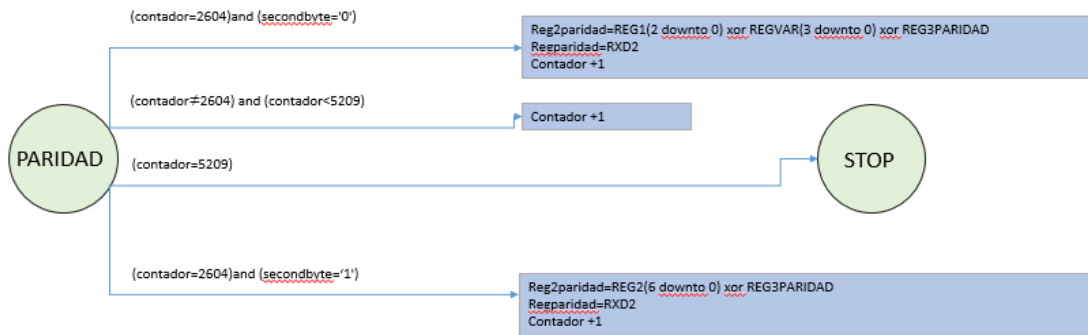 (contador=2604)and (secondbyte='0')
Reg2paridad=REG1(2 downto 0) xor REGVAR(3 downto 0) xor REG3PARIDAD
Regparidad=RXD2
Contador +1
(contador≠2604) and (contador<5209)
Contador +1
PARIDAD
(contador=5209)
STOP
(contador=2604)and (secondbyte='1')
Reg2paridad=REG2(6 downto 0) xor REG3PARIDAD
Regparidad=RXD2
Contador +1